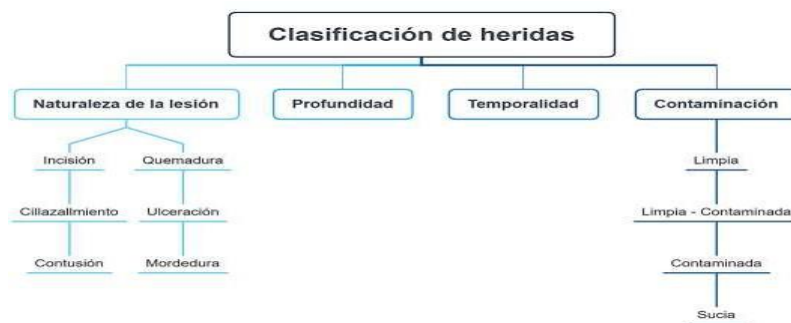 Clasificación de heridas
Naturaleza de la lesión
Profundidad
Temporalidad
Contaminación
Incisión
Quemadura
Limpia
Cillazallmiento
Ulceración
Limpia - Contaminada
Contusión
Mordedura
Contaminada
Sucia